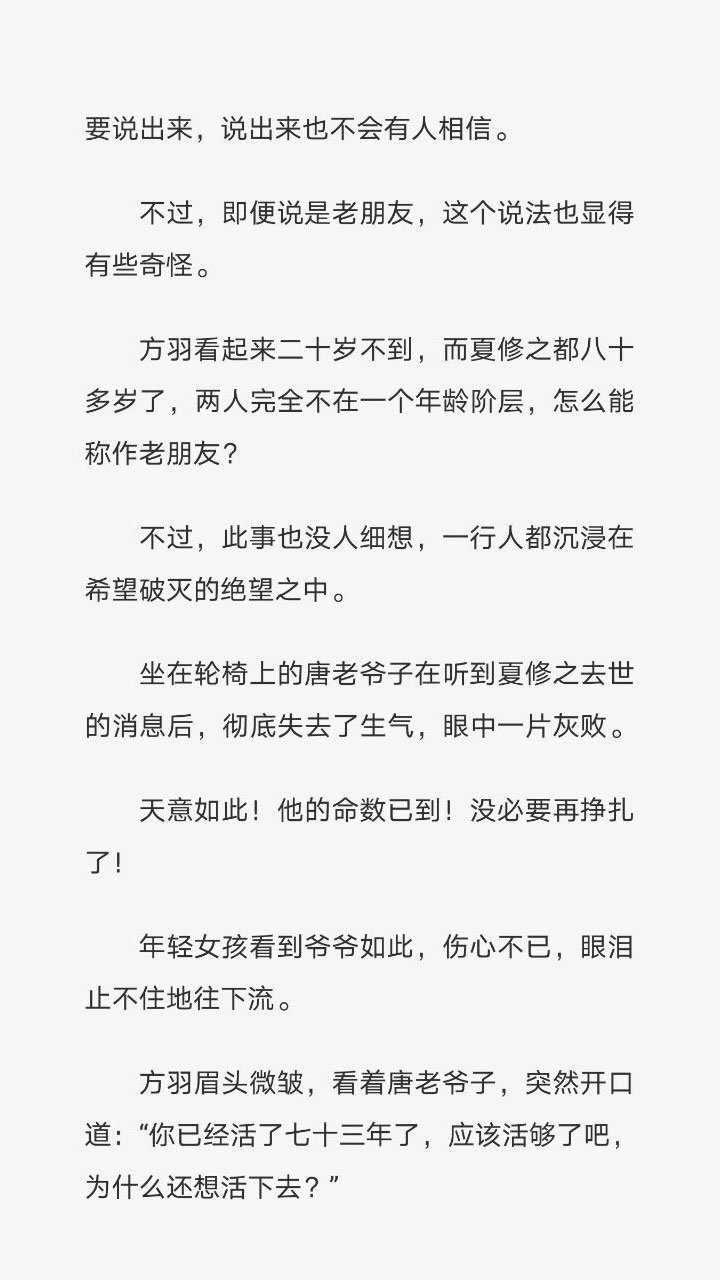 要说出来，说出来也不会有人相信。
不过，即便说是老朋友，这个说法也显得
有些奇怪。
方羽看起来二十岁不到，而夏修之都八十
多岁了，两人完全不在一个年龄阶层，怎么能
称作老朋友？
不过，此事也没人细想，一行人都沉浸在
希望破灭的绝望之中。
坐在轮椅上的唐老爷子在听到夏修之去世
的消息后，彻底失去了生气，眼中一片灰败。
天意如此！他的命数已到！没必要再挣扎
了！
年轻女孩看到爷爷如此，伤心不已，眼泪
止不住地往下流。
方羽眉头微皱，看着唐老爷子，突然开口
道：“你已经活了七十三年了，应该活够了吧，
为什么还想活下去？”